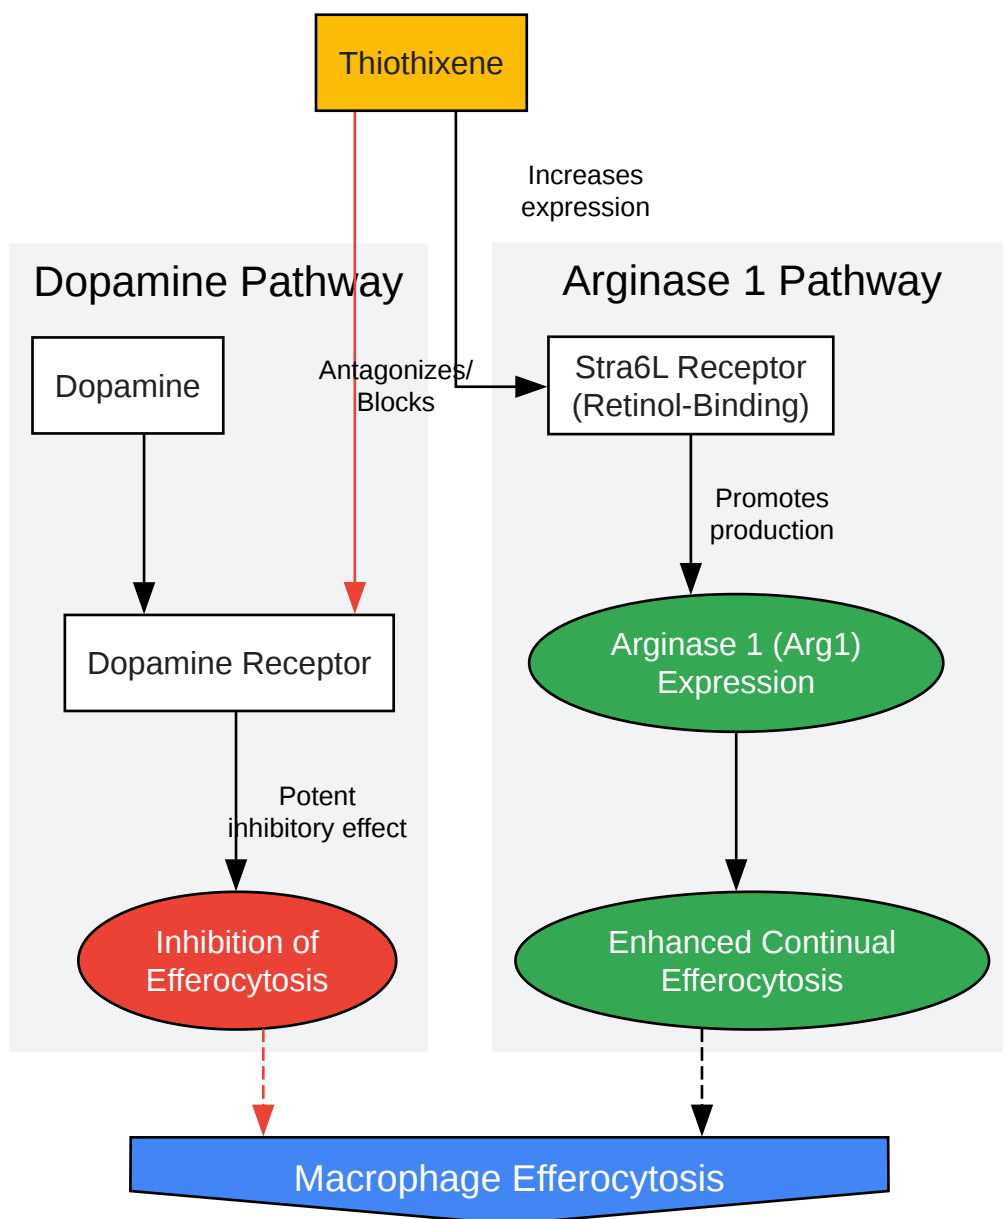 Thiothixene
Increases
expression
Dopamine Pathway
Arginase 1 Pathway
Dopamine
Antagonizes/
Blocks
Stra6L Receptor
(Retinol-Binding)
Promotes
production
Dopamine Receptor
Arginase 1 (Arg1)
Expression
Potent
inhibitory effect
Inhibition of
Efferocytosis
Enhanced Continual
Efferocytosis
Macrophage Efferocytosis